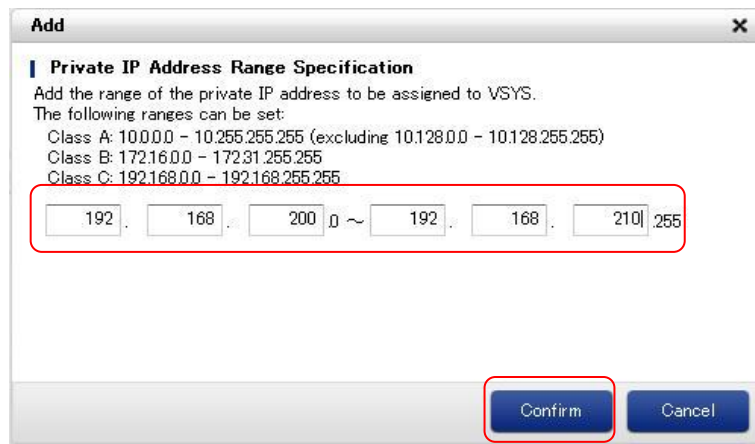 Add
Private IP Address Range Specification
Add the range of the private IP address to be assigned to VSYS.
The following ranges can be set:
Class A: 10.0.0.0 - 10.255.255.255 (excluding 10.128.0.0 - 10.128.255.255)
Class B: 172.16.0.0 - 172.31.255.255
Class C: 192.168.0.0 - 192.168.255.255
192 . 168 . 200 .0 ~ 192 . 168 . 210 .255
Confirm Cancel